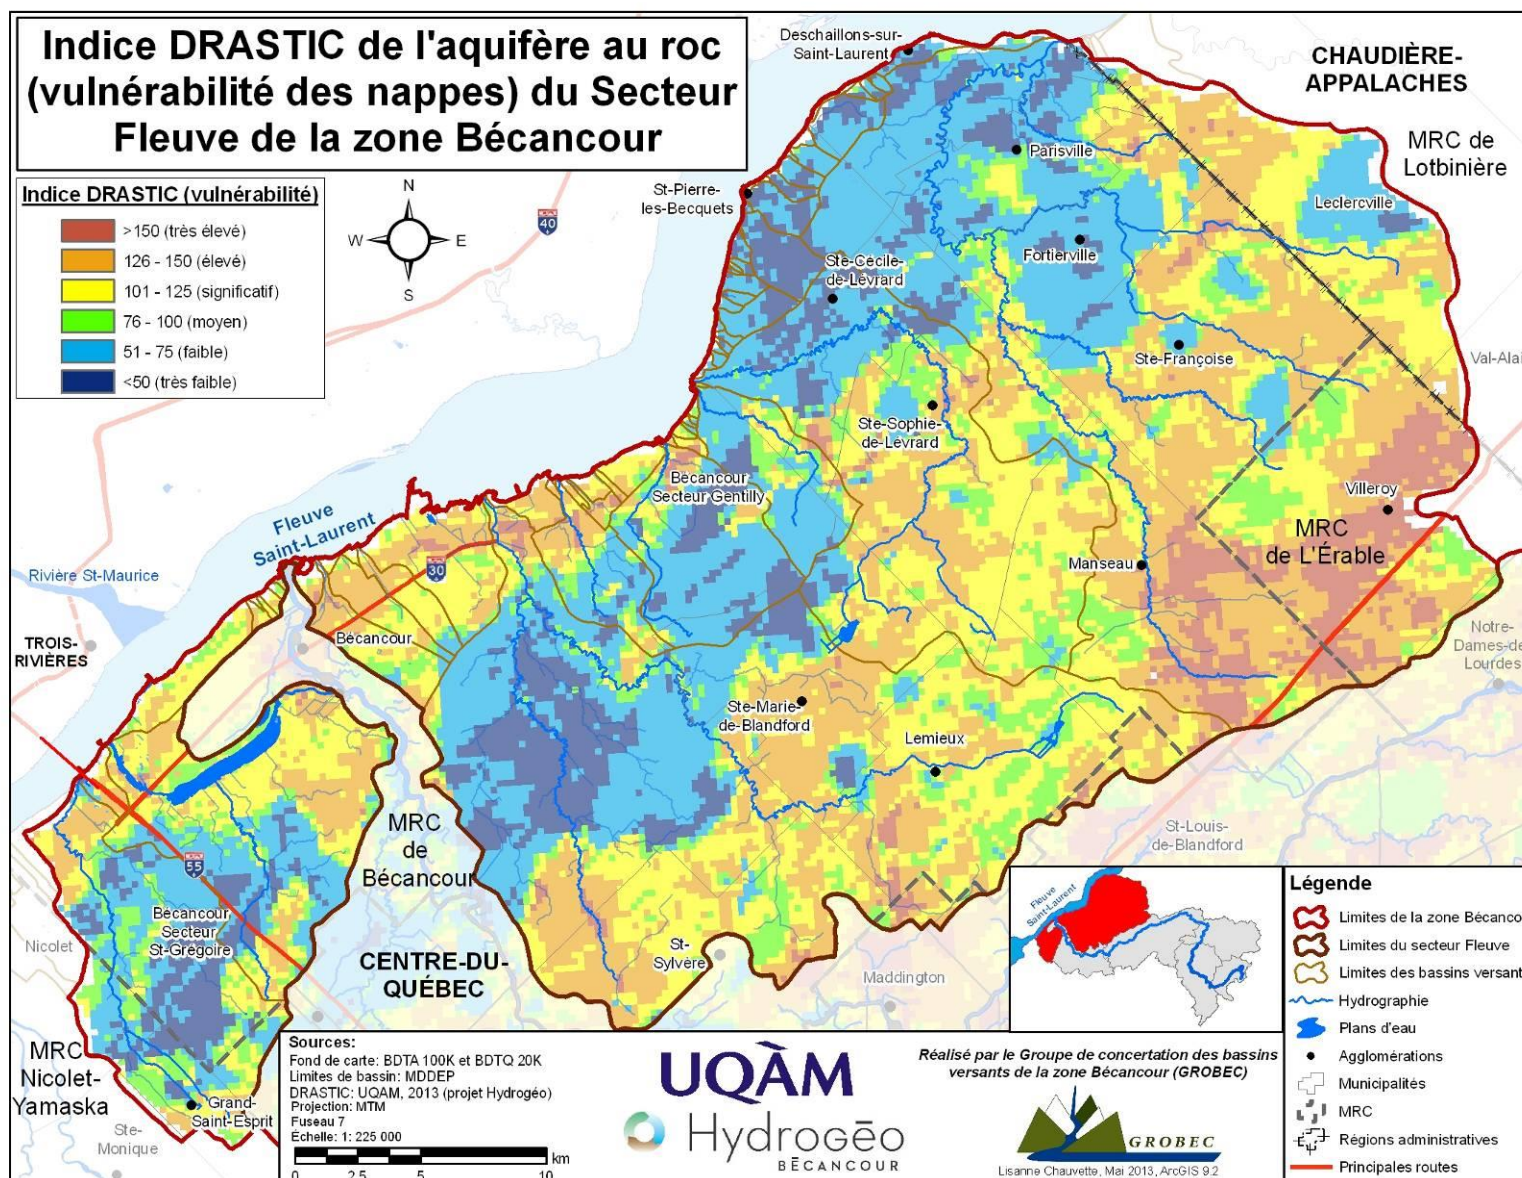 Indice DRASTIC de l'aquifère au roc
(vulnérabilité des nappes) du Secteur
Fleuve de la zone Bécancour
Indice DRASTIC (vulnérabilité)
>150 (très élevé)
126 - 150 (élevé)
101 - 125 (significatif)
76 - 100 (moyen)
51 - 75 (faible)
<50 (très faible)
N
W
E
S
40
Deschaillons-sur-
Saint-Laurent
CHAUDIÈRE-
APPALACHES
MRC de
Lotbinière
Parisville
St-Pierre-
les-Becquets
Leclercville
Fortierville
Ste-Cécile-
de-Lévrard
Ste-Françoise
Val-Alai
Ste-Sophie-
de-Lévrard
Bécancour
Secteur Gentilly
Villeroy
MRC
de L'Érable
Fleuve
Saint-Laurent
Rivière St-Maurice
30
Manseau
Bécancour
TROIS-
RIVIÈRES
Notre-
Dames-de
Lourdes
Ste-Marie-
de-Blandford
Lemieux
MRC
de
Bécancour
St-Louis-
de-Blandford
55
Bécancour
Secteur
St-Grégoire
Nicolet
CENTRE-DU-
QUÉBEC
St-
Sylvère
Maddington
MRC
Nicolet-
Yamaska
Grand-
Saint-Esprit
Ste-
Monique
Fleuve
Saint-Laurent
Légende
Limites de la zone Bécanco
Limites du secteur Fleuve
Limites des bassins versant
Hydrographie
Plans d'eau
Agglomérations
Municipalités
MRC
Régions administratives
Principales routes
Sources:
Fond de carte: BDTA 100K et BDTQ 20K
Limites de bassin: MDDEP
DRASTIC: UQAM, 2013 (projet Hydrogéo)
Projection: MTM
Fuseau 7
Échelle: 1: 225 000
km
0 2,5 5 10
UQÀM
Hydrogéo
BÉCANCOUR
Réalisé par le Groupe de concertation des bassins
versants de la zone Bécancour (GROBEC)
GROBEC
Lisanne Chauvette, Mai 2013, ArcGIS 9.2